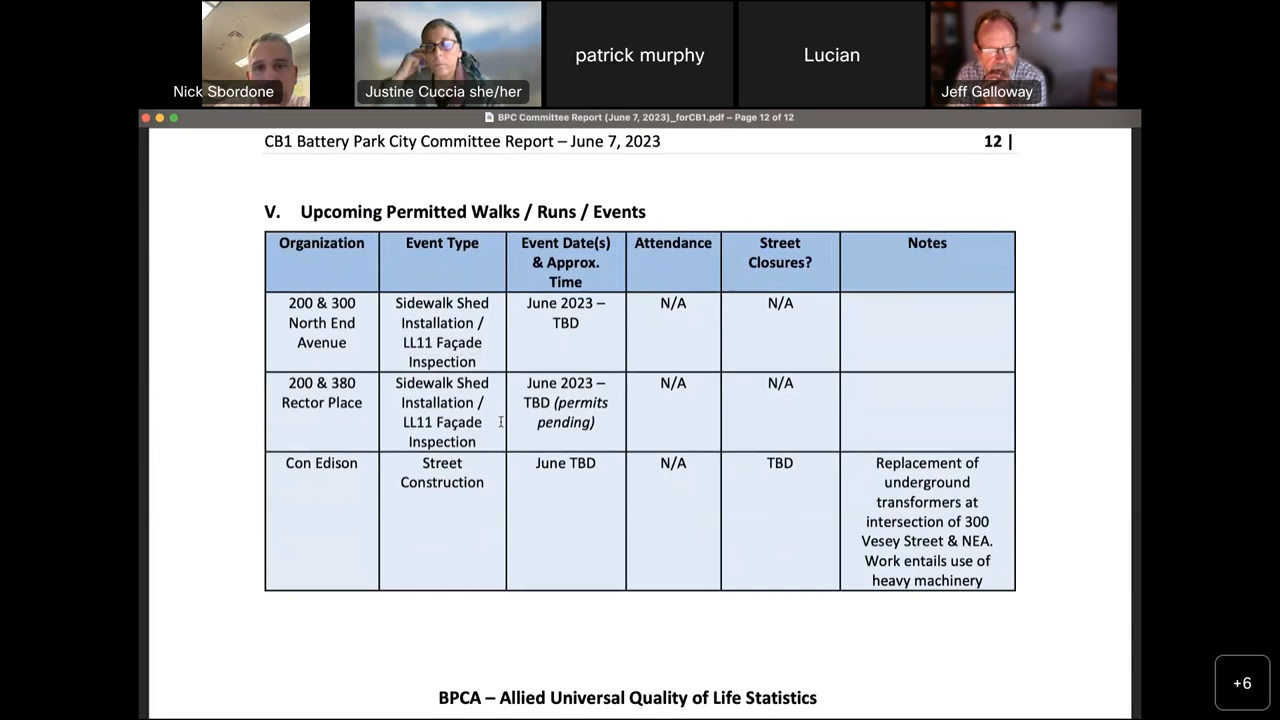 Nick Sbordone
Justine Cuccia she/her
patrick murphy
Lucian
Jeff Galloway
BPC Committee Report (June 7, 2023)_forCB1.pdf – Page 12 of 12
CB1 Battery Park City Committee Report – June 7, 2023
12 |
V. Upcoming Permitted Walks / Runs / Events
Organization
Event Type
Event Date(s)
& Approx.
Time
Attendance
Street
Closures?
Notes
200 & 300
North End
Avenue
Sidewalk Shed
Installation /
LL11 Façade
Inspection
June 2023 –
TBD
N/A
N/A
200 & 380
Rector Place
Sidewalk Shed
Installation /
LL11 Façade
Inspection
June 2023 –
TBD (permits
pending)
N/A
N/A
Con Edison
Street
Construction
June TBD
N/A
TBD
Replacement of
underground
transformers at
intersection of 300
Vesey Street & NEA.
Work entails use of
heavy machinery
BPCA – Allied Universal Quality of Life Statistics
+6